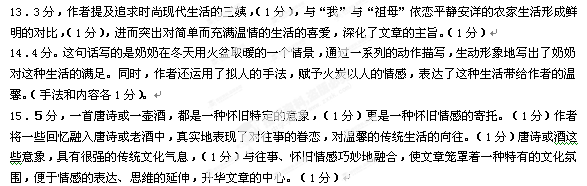 13．3分，作者提及追求时尚现代生活的三姨，（1分），与“我”与“祖母”依恋平静安详的农家生活形成鲜
明的对比，（1分），进而突出对简单而充满温情的生活的喜爱，深化了文章的主旨。（1分）
14．4分。这句话写的是奶奶在冬天用火盆取暖的一个情景，通过一系列的动作描写，生动形象地写出了奶奶
对这种生活的满足。同时，作者还运用了拟人的手法，赋予火炭以人的情感，表达了这种生活带给作者的温
馨。（手法和内容各1分）。
15．5分，一首唐诗或一壶酒，都是一种怀旧特定的意象，（1分）更是一种怀旧情感的寄托。（1分）作者
将一些回忆融入唐诗或老酒中，真实地表现了对往事的眷恋，对温馨的传统生活的向往。（1分）唐诗或酒这
些意象，具有很强的传统文化气息，（1分）与往事、怀旧情感巧妙地融合，使文章笼罩着一种特有的文化氛
围，便于情感的表达、思维的延伸，升华文章的中心。（1分）